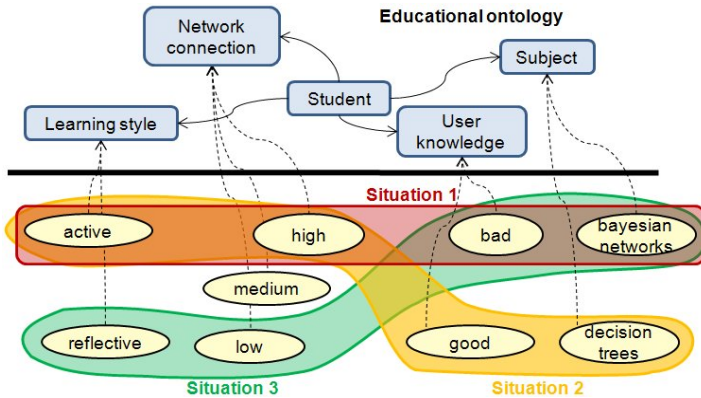 Educational ontology
Network
connection
Subject
Student
Learning style
User
knowledge
Situation 1
active
high
bad
bayesian
networks
medium
reflective
low
good
decision
trees
Situation 3
Situation 2